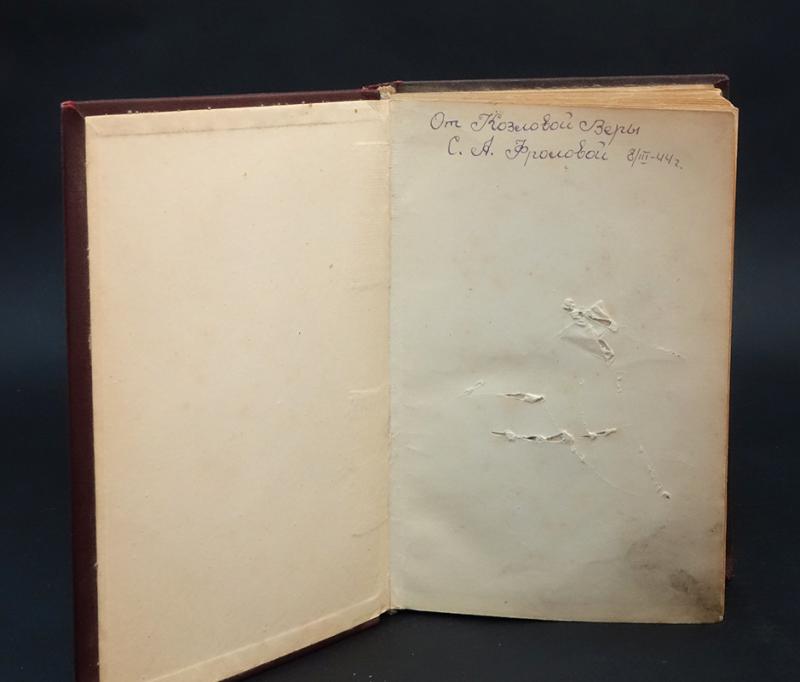 От Козловой Веры
С. А. Фроловой 8/III-44г.